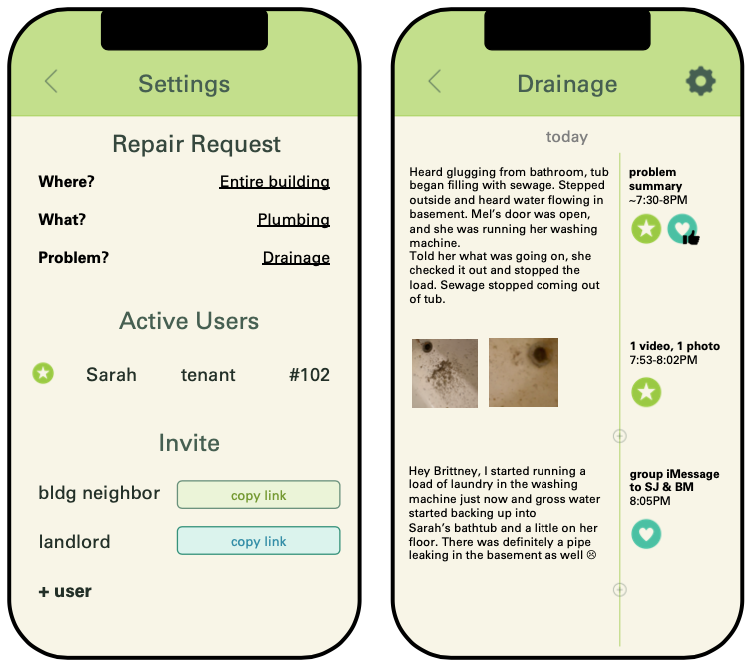 Settings
Repair Request
Where? Entire building
What? Plumbing
Problem? Drainage
Active Users
Sarah tenant #102
Invite
bldg neighbor copy link
landlord copy link
+ user
Drainage
today
Heard glugging from bathroom, tub
began filling with sewage. Stepped
outside and heard water flowing in
basement. Mel's door was open,
and she was running her washing
machine.
Told her what was going on, she
checked it out and stopped the
load. Sewage stopped coming out
of tub.
problem
summary
~7:30-8PM
1 video, 1 photo
7:53-8:02PM
Hey Brittney, I started running a
load of laundry in the washing
machine just now and gross water
started backing up into
Sarah's bathtub and a little on her
floor. There was definitely a pipe
leaking in the basement as well ☹
group iMessage
to SJ & BM
8:05PM